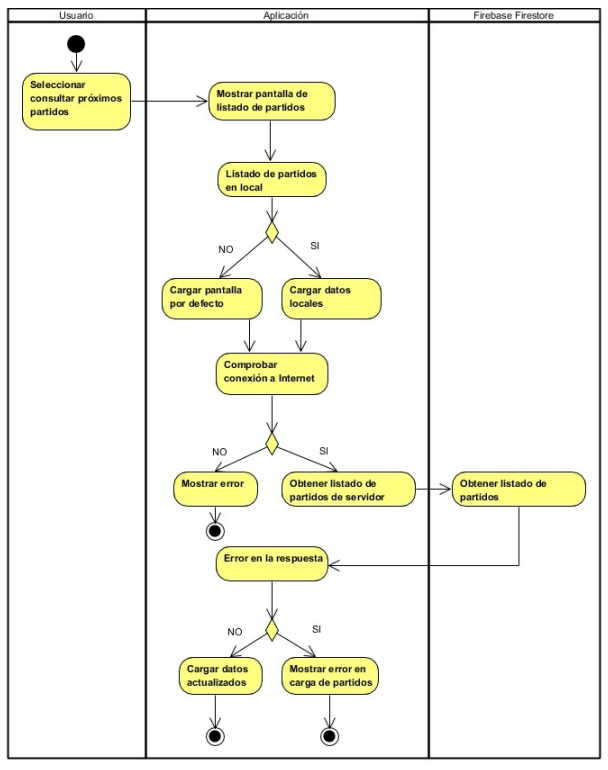 Usuario
Aplicación
Firebase Firestore
Seleccionar
consultar próximos
partidos
Mostrar pantalla de
listado de partidos
Listado de partidos
en local
NO
SI
Cargar pantalla
por defecto
Cargar datos
locales
Comprobar
conexión a Internet
NO
SI
Mostrar error
Obtener listado de
partidos de servidor
Obtener listado de
partidos
Error en la respuesta
NO
SI
Cargar datos
actualizados
Mostrar error en
carga de partidos